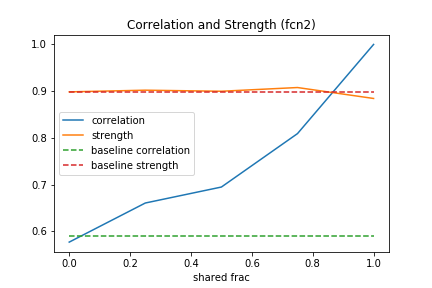 Correlation and Strength (fcn2)
1.0
0.9
0.8
0.7
0.6
correlation
strength
baseline correlation
baseline strength
0.0 0.2 0.4 0.6 0.8 1.0
shared frac